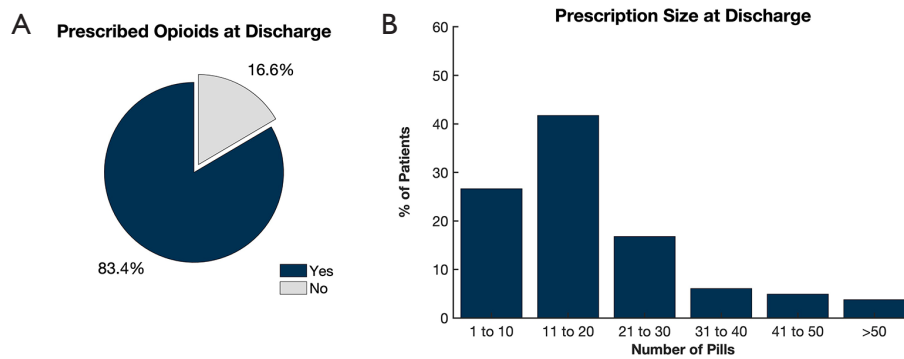 A
Prescribed Opioids at Discharge
16.6%
83.4%
Yes
No
B
Prescription Size at Discharge
60
50
40
30
20
10
0
% of Patients
1 to 10
11 to 20
21 to 30
31 to 40
41 to 50
>50
Number of Pills